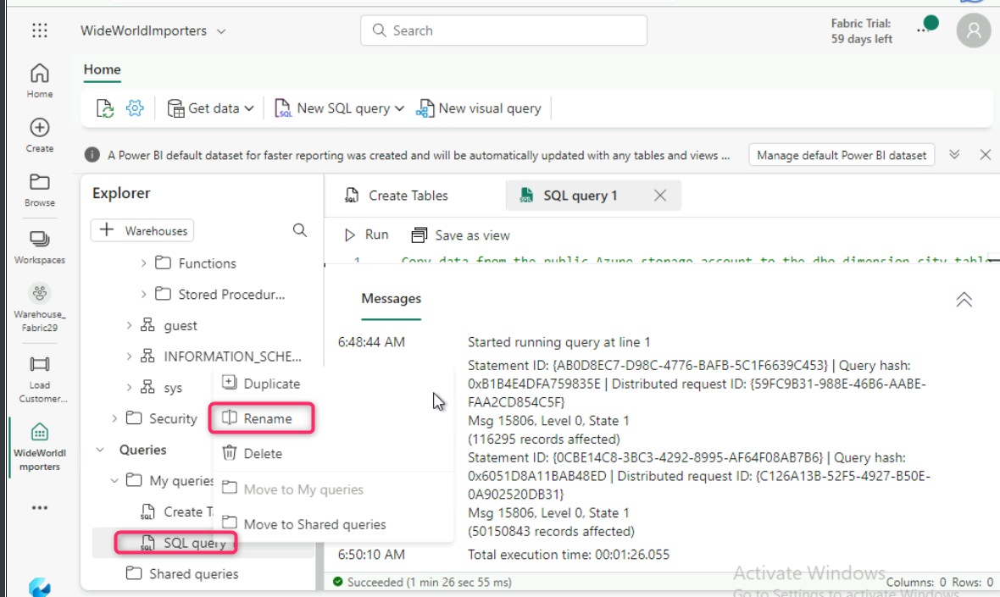 WideWorldImporters
Search
Fabric Trial:
59 days left
Home
Home
Create
Browse
Workspaces
Warehouse_
Fabric29
Load
Customer...
WideWorldI
mporters
Get data
New SQL query
New visual query
A Power BI default dataset for faster reporting was created and will be automatically updated with any tables and views ...
Manage default Power BI dataset
Explorer
Warehouses
Functions
Stored Procedur...
guest
INFORMATION_SCHE...
sys
Security
Queries
My queries
Create T
SQL query
Shared queries
Duplicate
Rename
Delete
Move to My queries
Move to Shared queries
Create Tables
SQL query 1
Run
Save as view
1 Copy data from the public Azure storage account to the dbo dimension_city table
Messages
6:48:44 AM Started running query at line 1
Statement ID: {AB0D8EC7-D98C-4776-BAFB-5C1F6639C453} | Query hash:
0xB1B4E4DFA759835E | Distributed request ID: {59FC9B31-988E-46B6-AABE-
FAA2CD854C5F}
Msg 15806, Level 0, State 1
(116295 records affected)
Statement ID: {0CBE14C8-3BC3-4292-8995-AF64F08AB7B6} | Query hash:
0x6051D8A11BAB48ED | Distributed request ID: {C126A13B-52F5-4927-B50E-
0A902520DB31}
Msg 15806, Level 0, State 1
(50150843 records affected)
6:50:10 AM Total execution time: 00:01:26.055
Succeeded (1 min 26 sec 55 ms)
Columns: 0 Rows: 0
Activate Windows
Go to Settings to activate Windows.